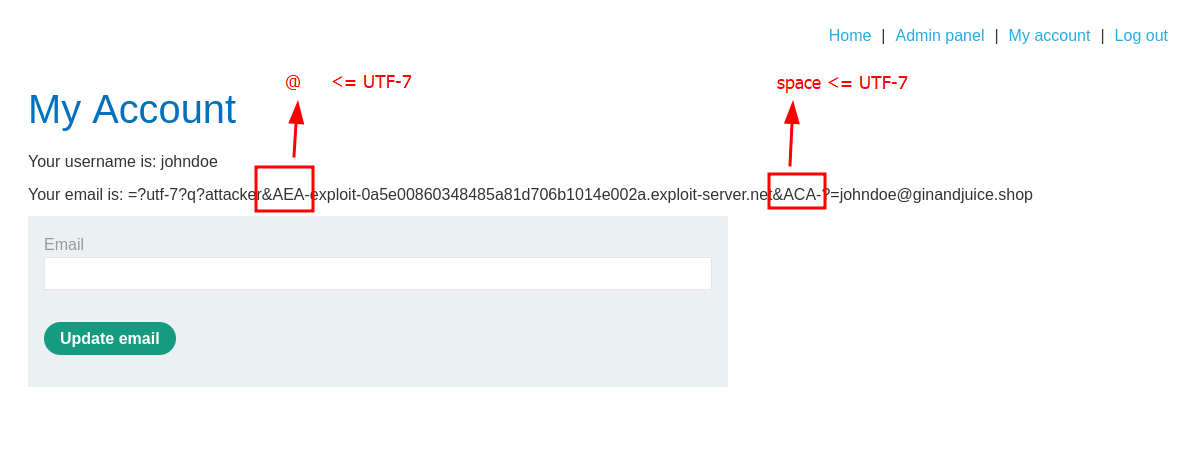 Home | Admin panel | My account | Log out
@ <= UTF-7 space <= UTF-7
My Account
Your username is: johndoe
Your email is: =?utf-7?q?attacker&AEA-exploit-0a5e00860348485a81d706b1014e002a.exploit-server.net&ACA-?=johndoe@ginandjuice.shop
Email
Update email